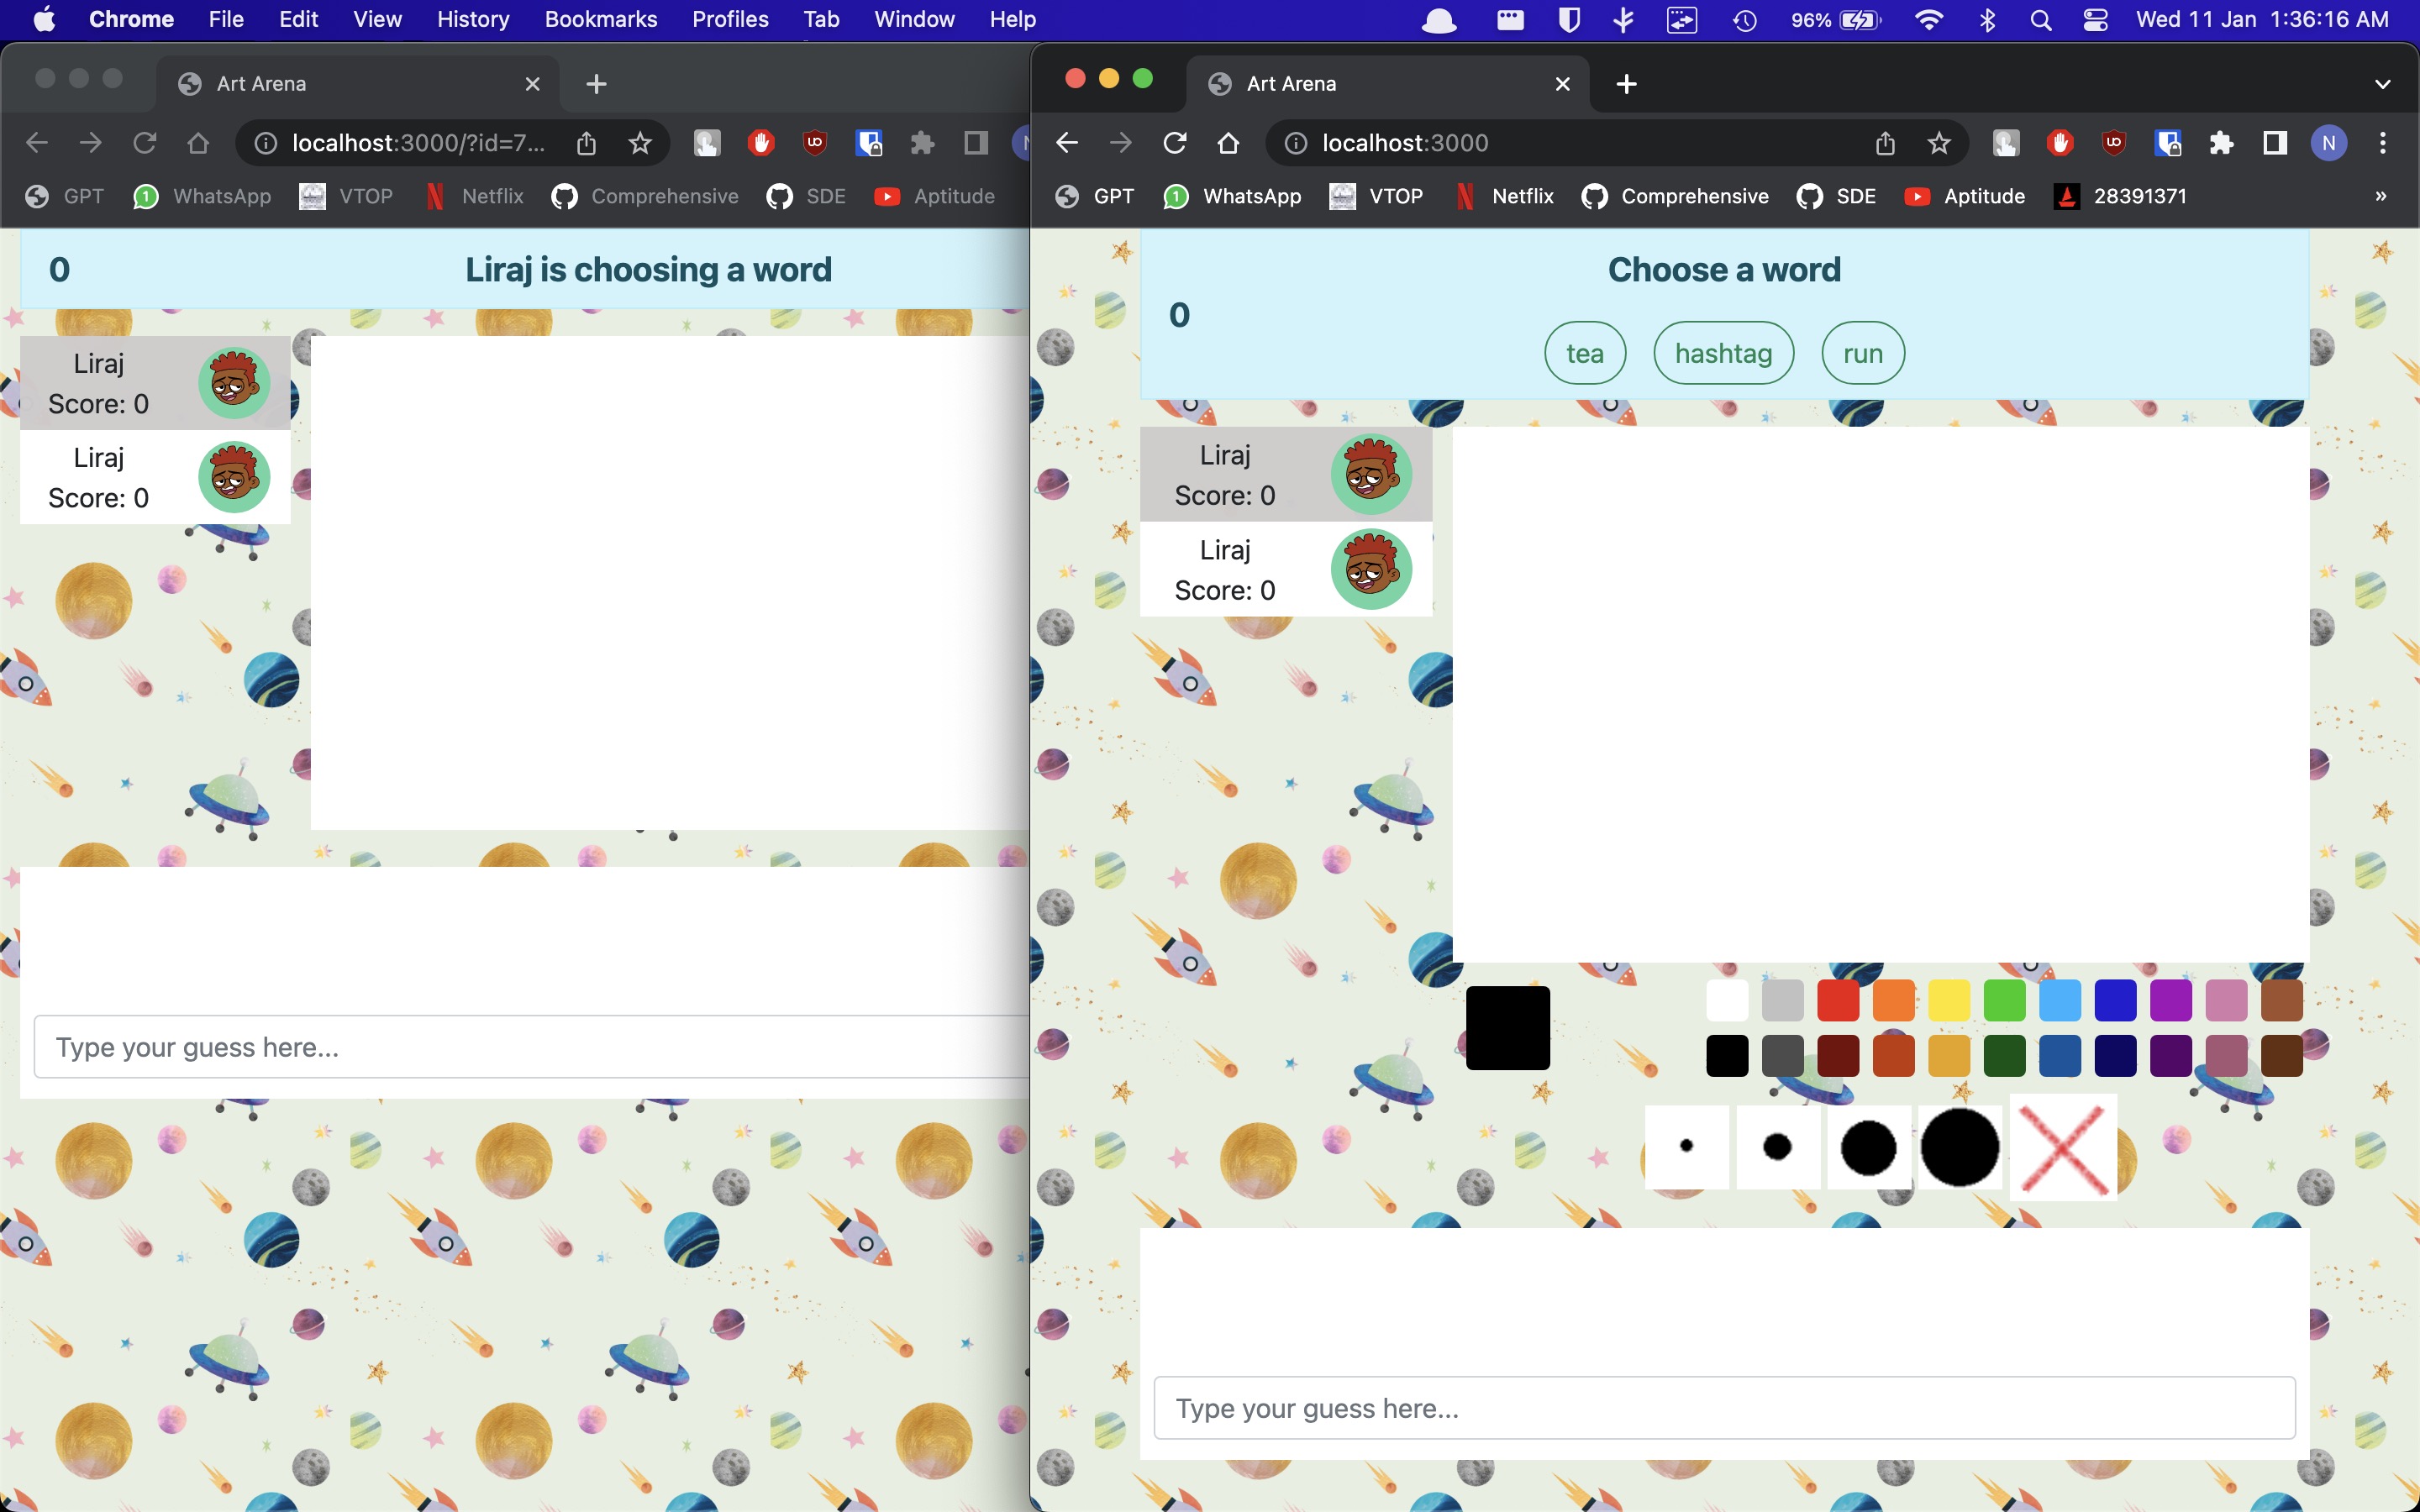 Chrome File Edit View History Bookmarks Profiles Tab Window Help 96% Wed 11 Jan 1:36:16 AM
Art Arena
localhost:3000/?id=7...
GPT 1 WhatsApp VTOP Netflix Comprehensive SDE Aptitude
0 Liraj is choosing a word
Liraj
Score: 0
Liraj
Score: 0
Type your guess here...
Art Arena
localhost:3000 N
GPT 1 WhatsApp VTOP Netflix Comprehensive SDE Aptitude 28391371 »
Choose a word
0
tea hashtag run
Liraj
Score: 0
Liraj
Score: 0
Type your guess here...